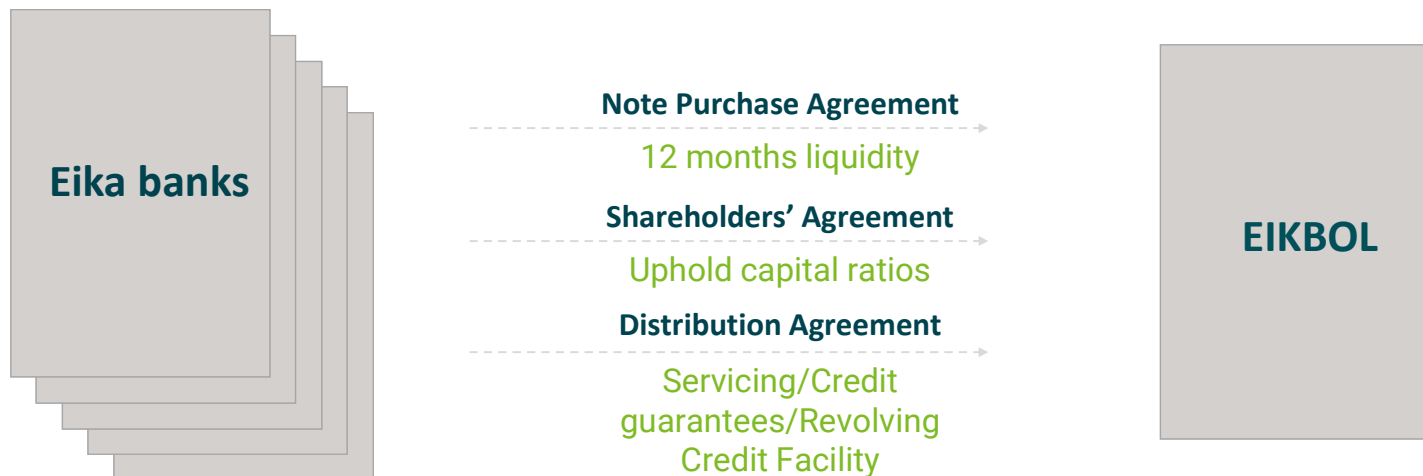 Eika banks
Note Purchase Agreement
12 months liquidity
Shareholders’ Agreement
Uphold capital ratios
Distribution Agreement
Servicing/Credit
guarantees/Revolving
Credit Facility
EIKBOL